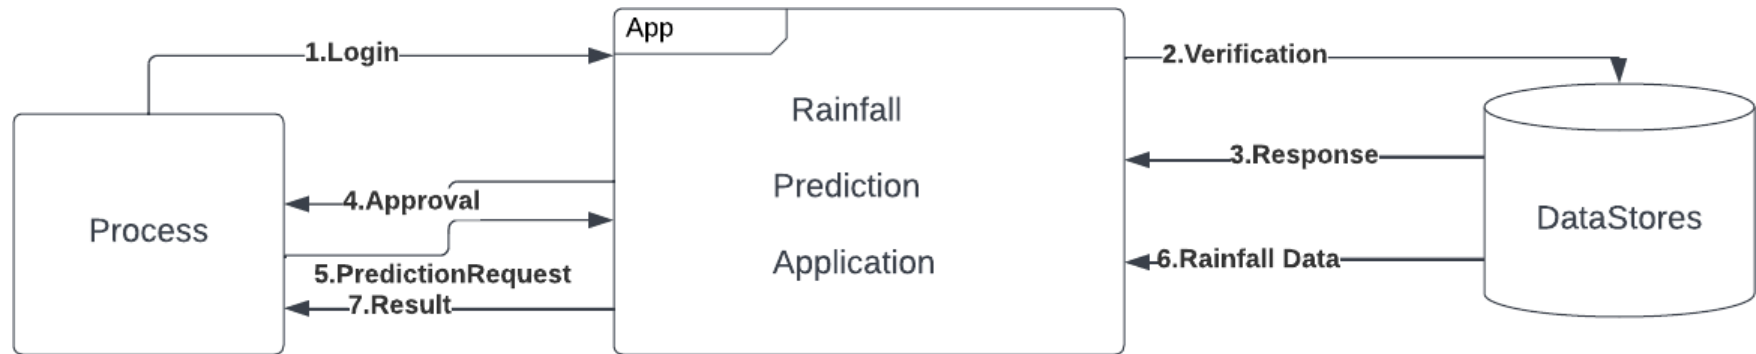 App
1.Login
2.Verification
Rainfall
3.Response
Prediction
4.Approval
Process
DataStores
Application
6.Rainfall Data
5.PredictionRequest
7.Result